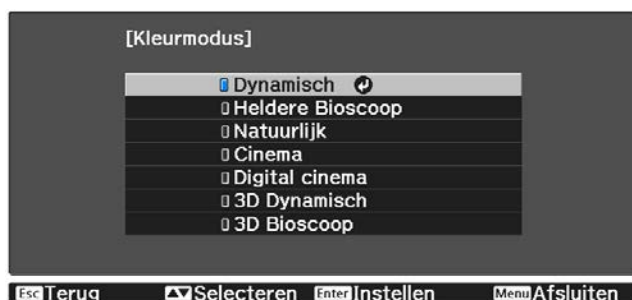 [Kleurmodus]
Dynamisch
Heldere Bioscoop
Natuurlijk
Cinema
Digital cinema
3D Dynamisch
3D Bioscoop
Esc Terug Selecteren Enter Instellen Menu Afsluiten